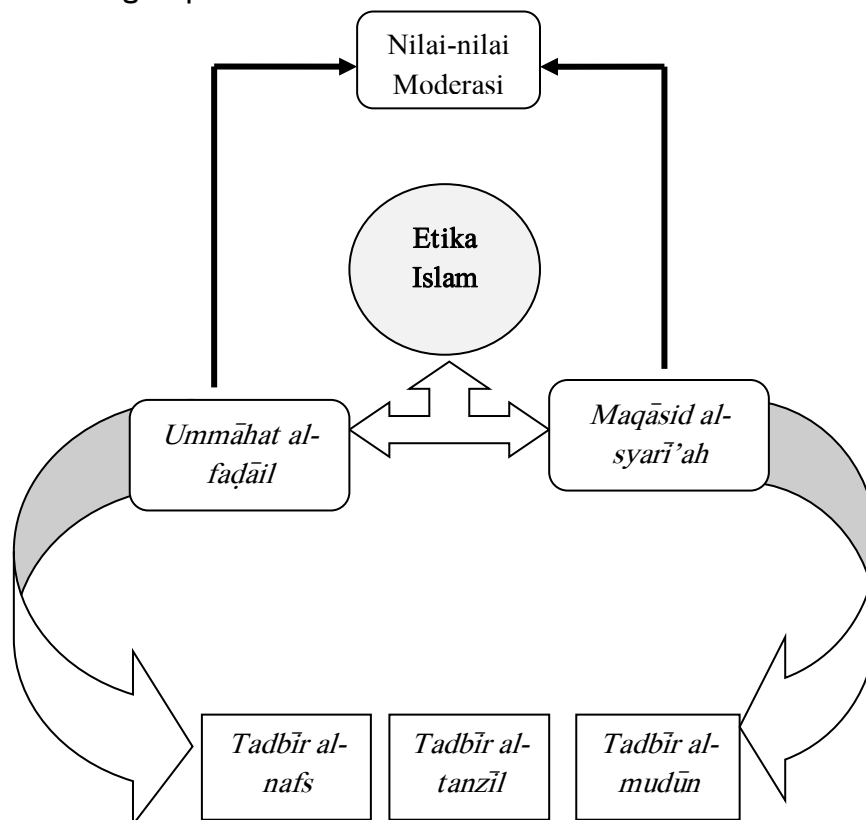 Nilai-nilai
Moderasi
Etika
Islam
Ummāhat al-
faḍāil
Maqāsid al-
syarī'ah
Tadbīr al-
nafs
Tadbīr al-
tanzīl
Tadbīr al-
mudūn